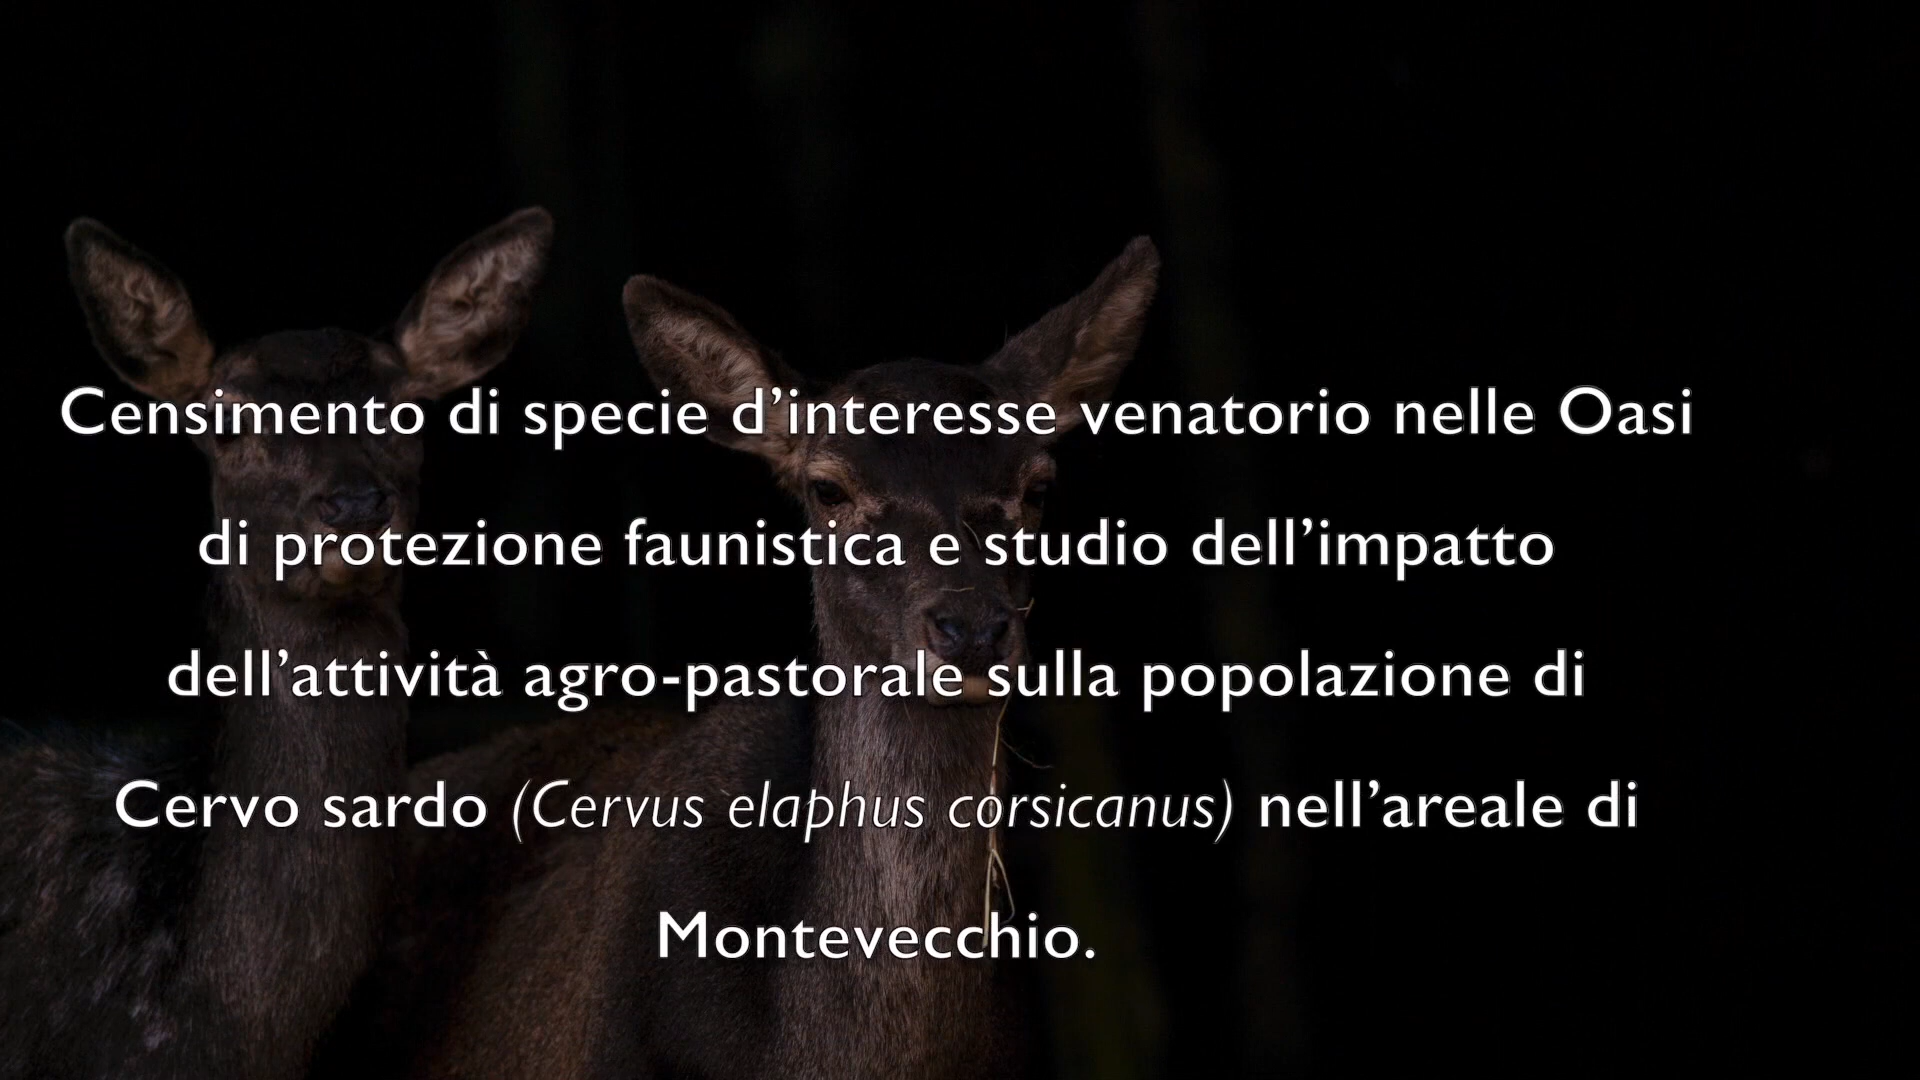 Censimento di specie d’interesse venatorio nelle Oasi
di protezione faunistica e studio dell’impatto
dell’attività agro-pastorale sulla popolazione di
Cervo sardo (Cervus elaphus corsicanus) nell’areale di
Montevecchio.